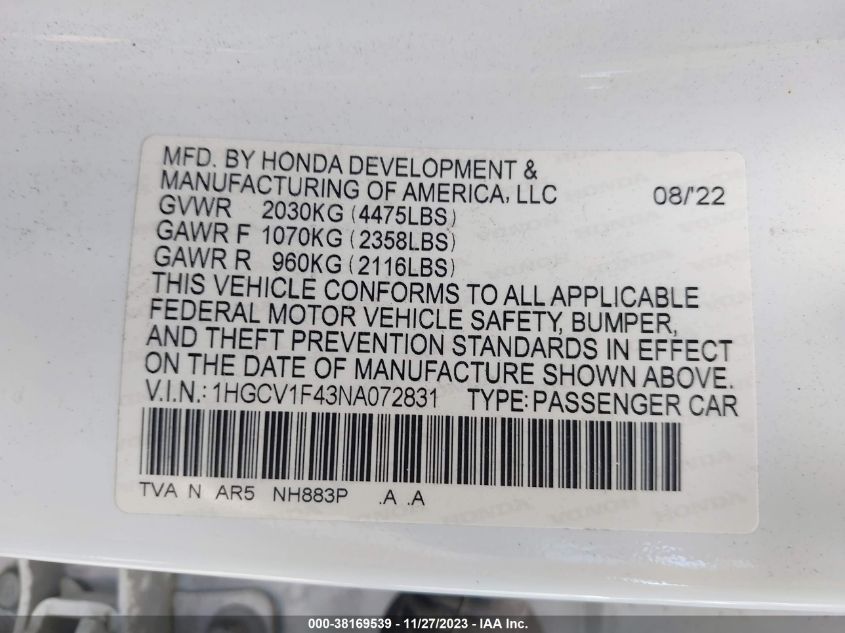 MFD. BY HONDA DEVELOPMENT &
MANUFACTURING OF AMERICA, LLC 08/'22
GVWR 2030KG (4475LBS)
GAWR F 1070KG (2358LBS)
GAWR R 960KG (2116LBS)
THIS VEHICLE CONFORMS TO ALL APPLICABLE
FEDERAL MOTOR VEHICLE SAFETY, BUMPER,
AND THEFT PREVENTION STANDARDS IN EFFECT
ON THE DATE OF MANUFACTURE SHOWN ABOVE.
V.I.N.: 1HGCV1F43NA072831 TYPE: PASSENGER CAR
TVA N AR5 NH883P .A .A
000-38169539 - 11/27/2023 - IAA Inc.